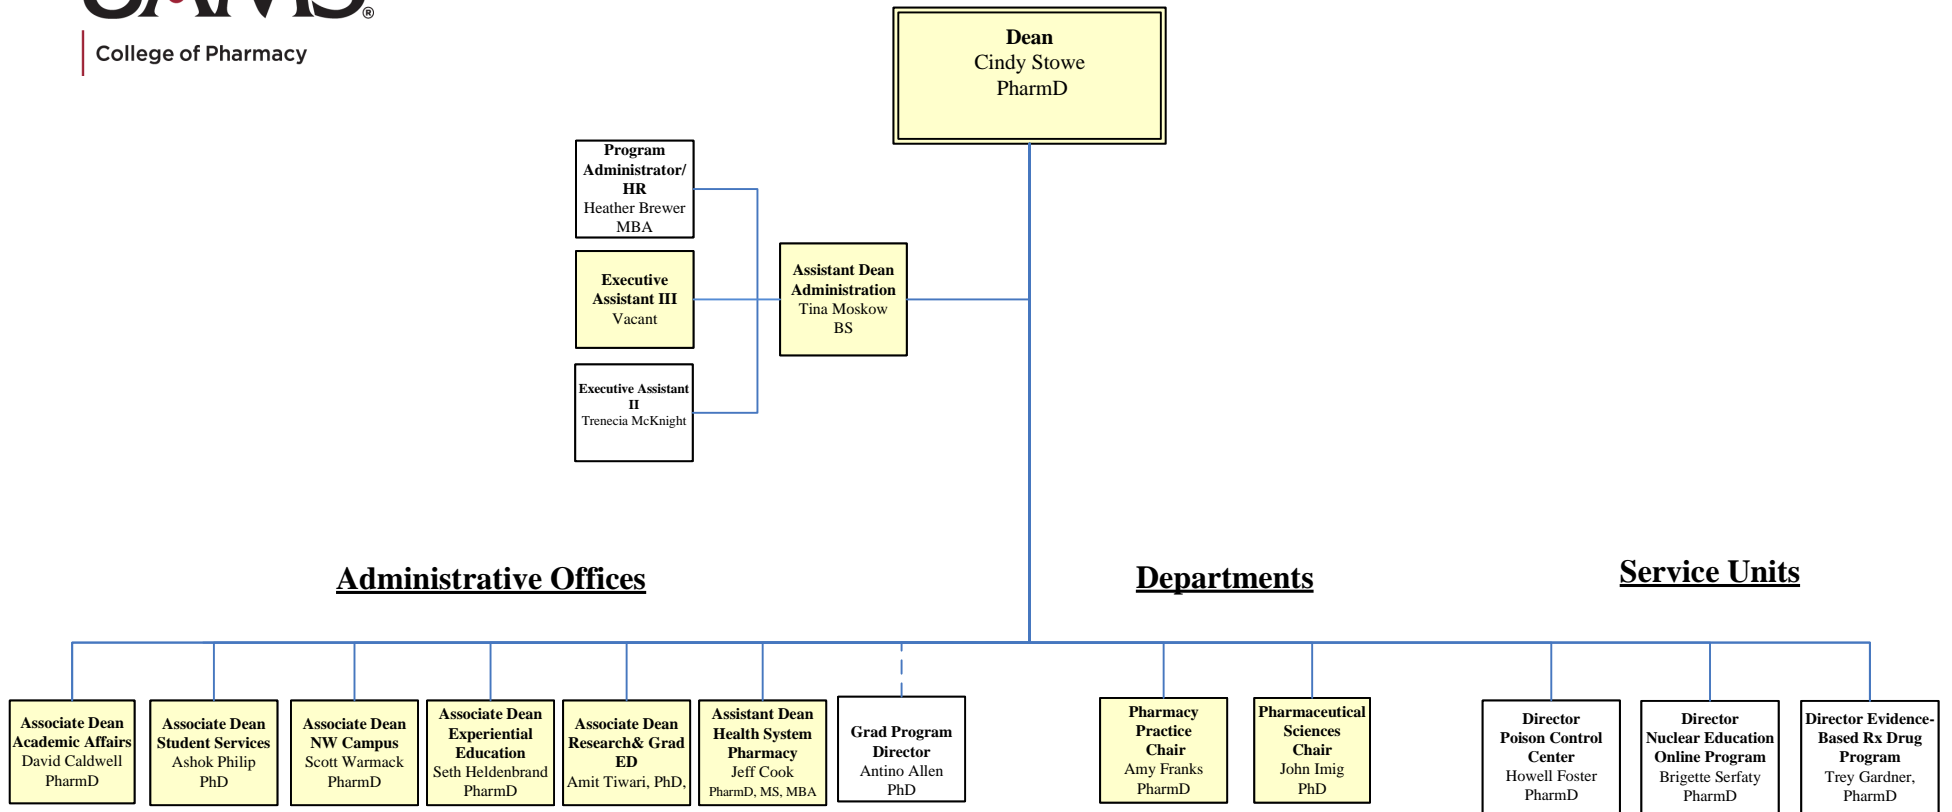 UAMS®
College of Pharmacy
Dean
Cindy Stowe
PharmD
Program
Administrator/
HR
Heather Brewer
MBA
Executive
Assistant III
Vacant
Executive Assistant
II
Trenecia McKnight
Assistant Dean
Administration
Tina Moskow
BS
Administrative Offices
Departments
Service Units
Associate Dean
Academic Affairs
David Caldwell
PharmD
Associate Dean
Student Services
Ashok Philip
PhD
Associate Dean
NW Campus
Scott Warmack
PharmD
Associate Dean
Experiential
Education
Seth Heldenbrand
PharmD
Associate Dean
Research& Grad
ED
Amit Tiwari, PhD,
Assistant Dean
Health System
Pharmacy
Jeff Cook
PharmD, MS, MBA
Grad Program
Director
Antino Allen
PhD
Pharmacy
Practice
Chair
Amy Franks
PharmD
Pharmaceutical
Sciences
Chair
John Imig
PhD
Director
Poison Control
Center
Howell Foster
PharmD
Director
Nuclear Education
Online Program
Brigette Serfaty
PharmD
Director Evidence-
Based Rx Drug
Program
Trey Gardner,
PharmD